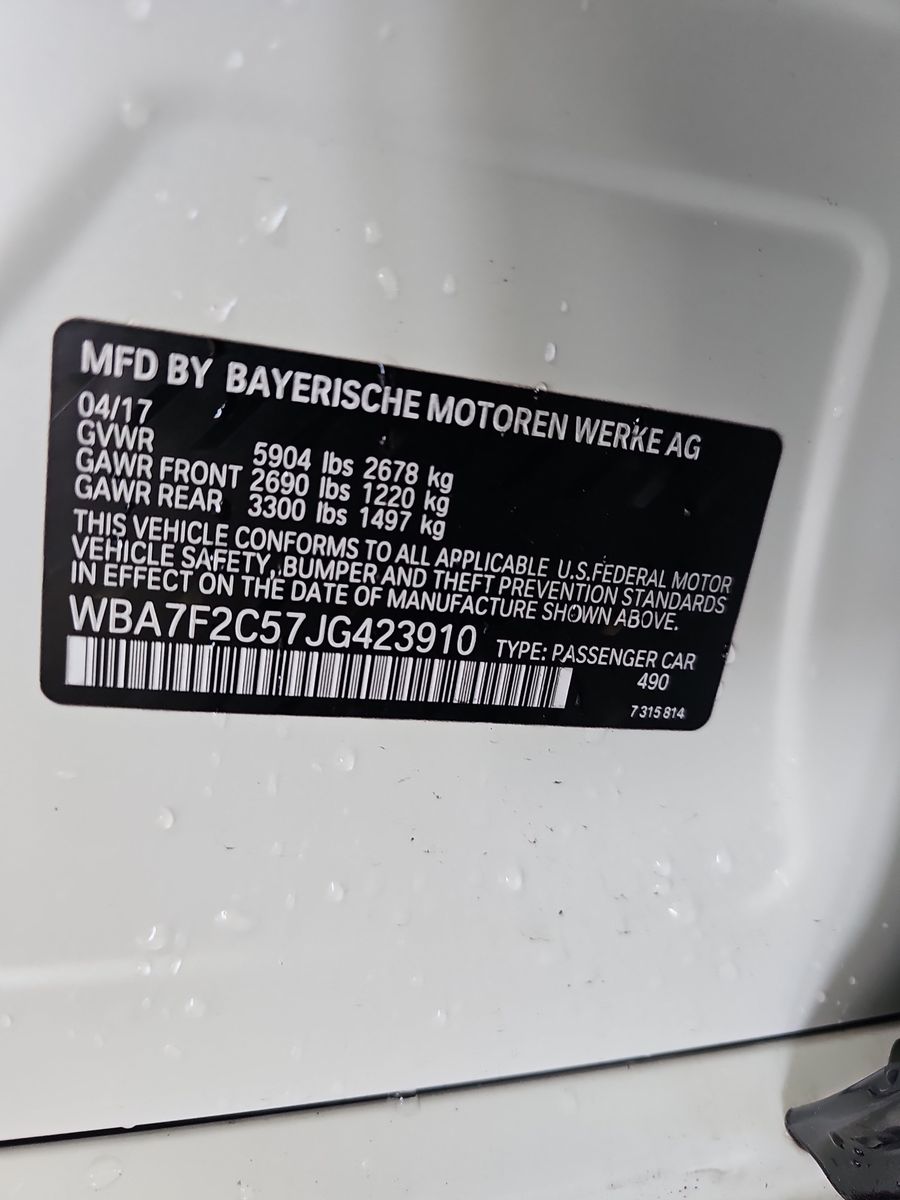 MFD BY BAYERISCHE MOTOREN WERKE AG
04/17
GVWR 5904 lbs 2678 kg
GAWR FRONT 2690 lbs 1220 kg
GAWR REAR 3300 lbs 1497 kg
THIS VEHICLE CONFORMS TO ALL APPLICABLE U.S.FEDERAL MOTOR
VEHICLE SAFETY, BUMPER AND THEFT PREVENTION STANDARDS
IN EFFECT ON THE DATE OF MANUFACTURE SHOWN ABOVE.
WBA7F2C57JG423910 TYPE: PASSENGER CAR
490
7 315 814